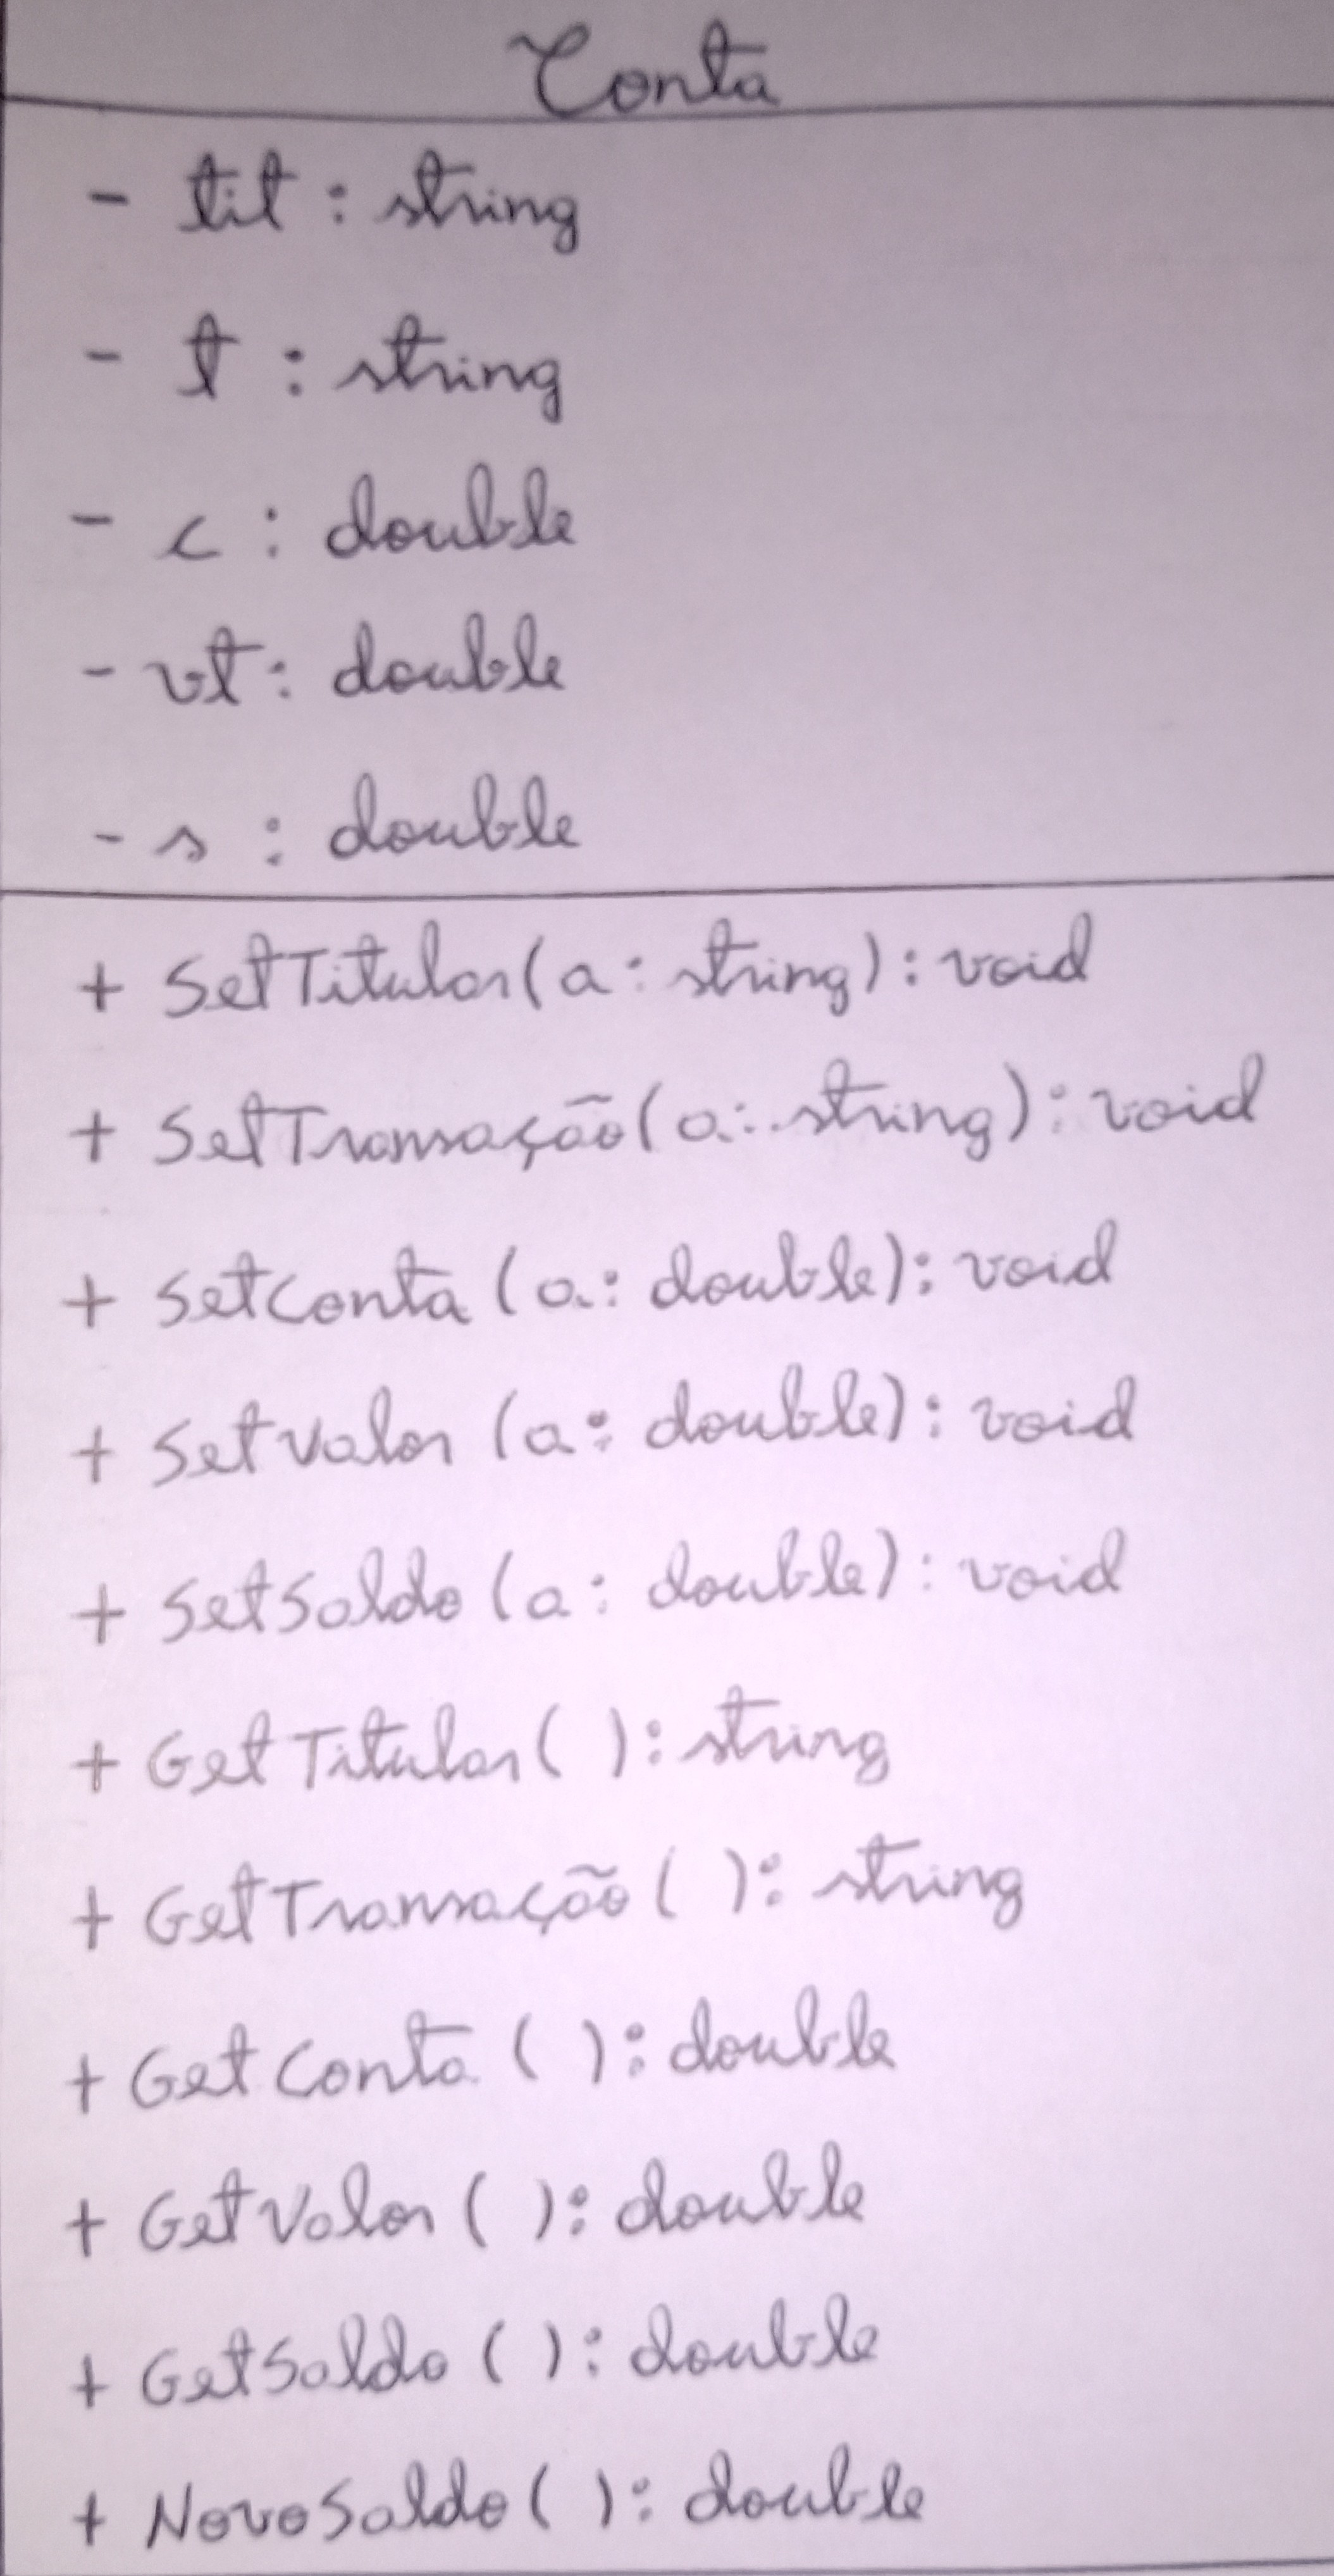 Conta
- tit : string
- t : string
- c : double
- vt : double
- s : double
+ SetTitular(a : string) : void
+ SetTransação(a : string) : void
+ SetConta (a : double) : void
+ SetValor (a : double) : void
+ SetSaldo (a : double) : void
+ GetTitular( ) : string
+ GetTransação ( ) : string
+ GetConta ( ) : double
+ GetValor ( ) : double
+ GetSaldo ( ) : double
+ NovoSaldo ( ) : double